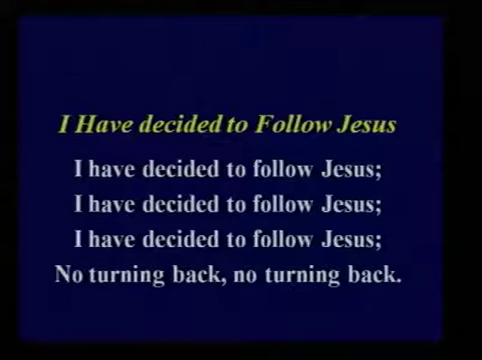 I Have decided to Follow Jesus
I have decided to follow Jesus;
I have decided to follow Jesus;
I have decided to follow Jesus;
No turning back, no turning back.